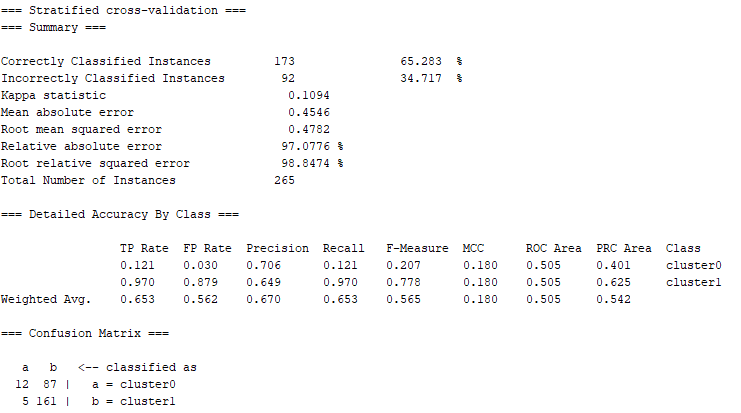 === Stratified cross-validation ===
=== Summary ===
Correctly Classified Instances 173 65.283 %
Incorrectly Classified Instances 92 34.717 %
Kappa statistic 0.1094
Mean absolute error 0.4546
Root mean squared error 0.4782
Relative absolute error 97.0776 %
Root relative squared error 98.8474 %
Total Number of Instances 265
=== Detailed Accuracy By Class ===
TP Rate FP Rate Precision Recall F-Measure MCC ROC Area PRC Area Class
0.121 0.030 0.706 0.121 0.207 0.180 0.505 0.401 cluster0
0.970 0.879 0.649 0.970 0.778 0.180 0.505 0.625 cluster1
Weighted Avg. 0.653 0.562 0.670 0.653 0.565 0.180 0.505 0.542
=== Confusion Matrix ===
a b <-- classified as
12 87 | a = cluster0
5 161 | b = cluster1